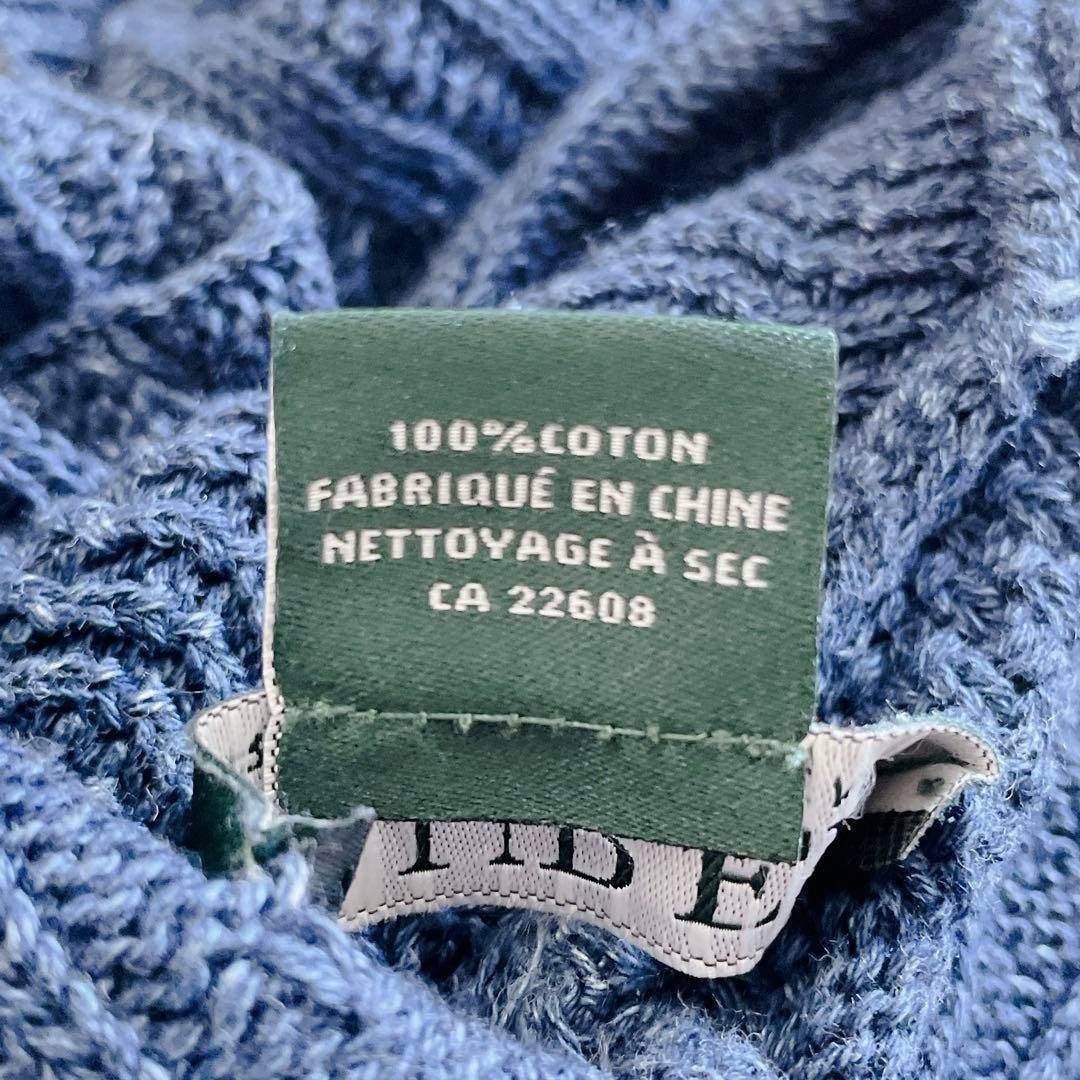 100%COTON
FABRIQUÉ EN CHINE
NETTOYAGE À SEC
CA 22608